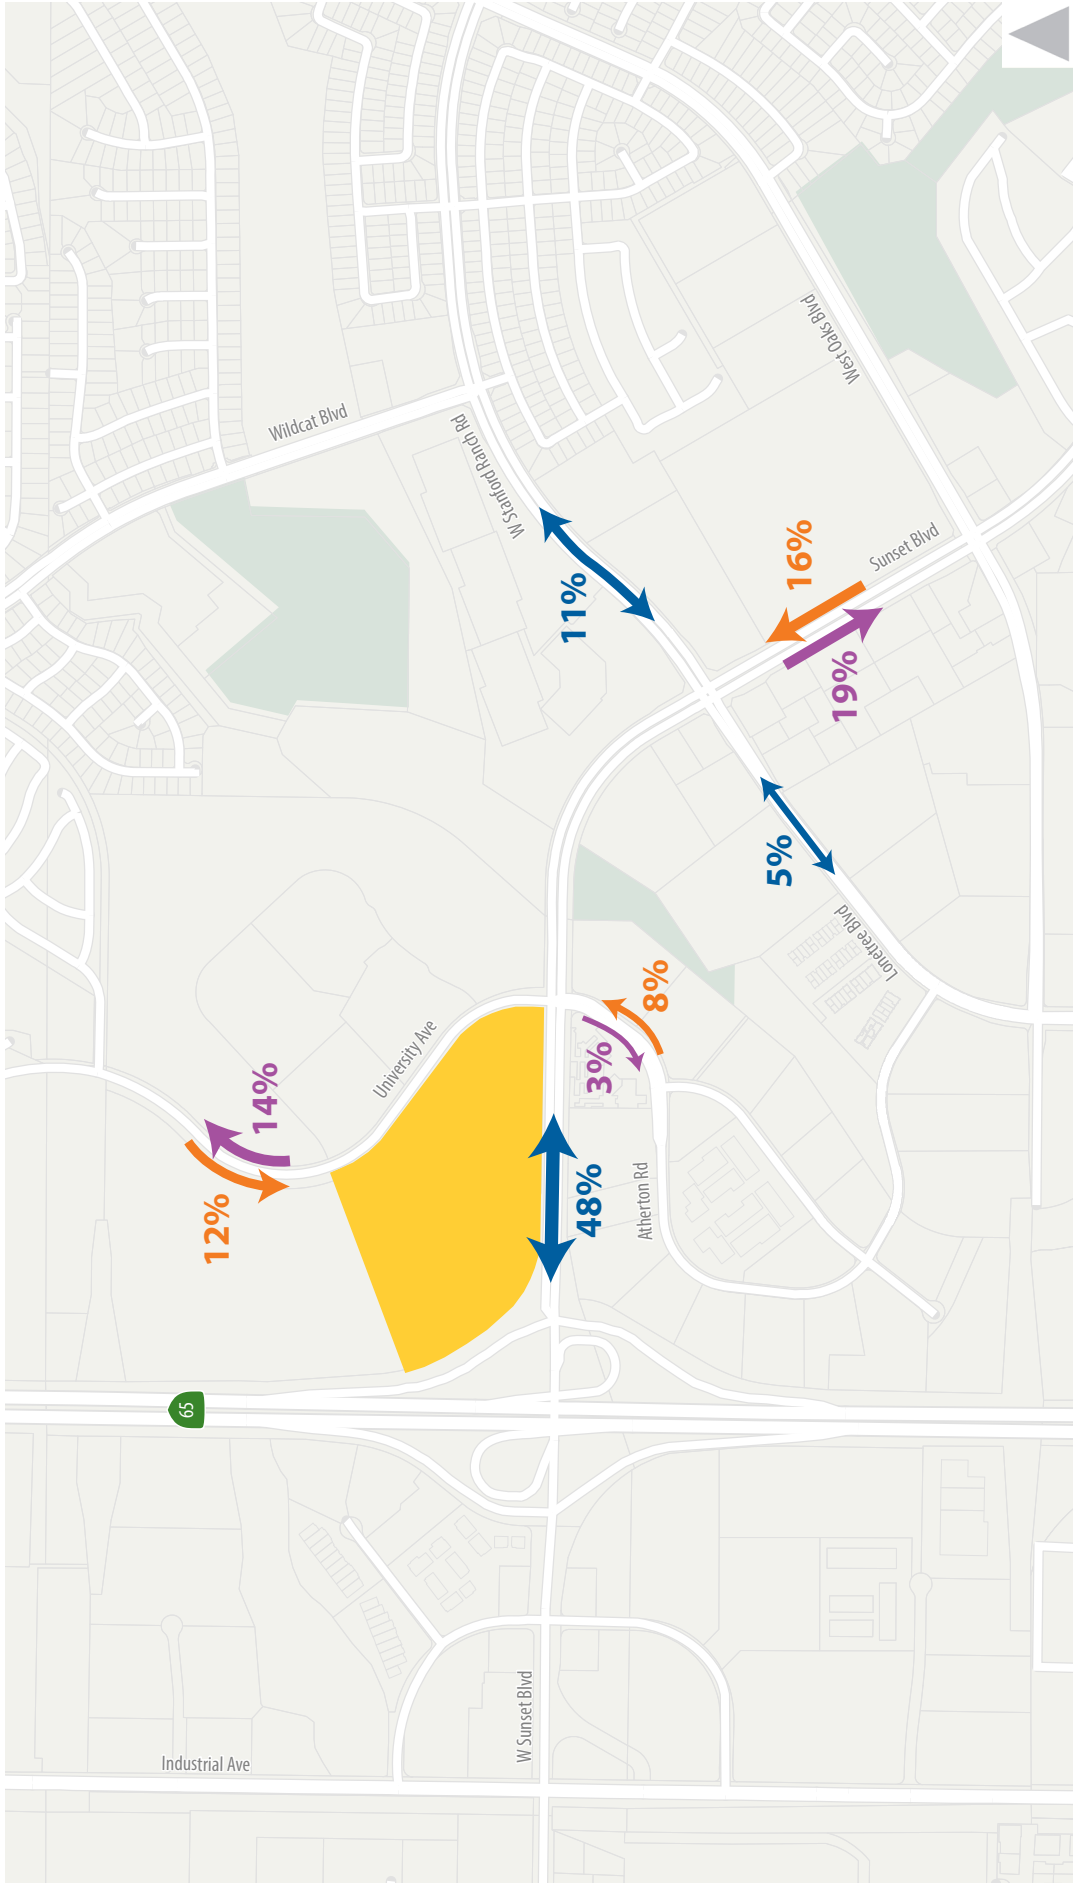 Wildcat Blvd
W Stanford Ranch Rd
West Oaks Blvd
Sunset Blvd
11%
16%
19%
5%
Lonetree Blvd
University Ave
8%
3%
14%
12%
48%
Atherton Rd
65
W Sunset Blvd
Industrial Ave